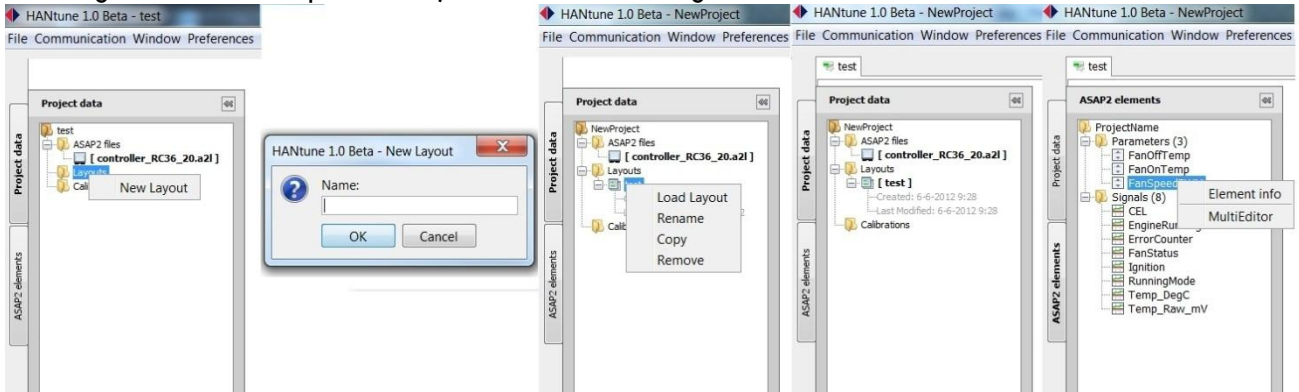 HANtune 1.0 Beta - test
File Communication Window Preferences
Project data
Project data
ASAP2 elements
test
ASAP2 files
[ controller_RC36_20.a2l ]
Layouts
New Layout
HANtune 1.0 Beta - New Layout
Name:
OK Cancel
HANtune 1.0 Beta - NewProject
File Communication Window Preferences
Project data
Project data
ASAP2 elements
NewProject
ASAP2 files
[ controller_RC36_20.a2l ]
Layouts
test
Load Layout
Rename
Copy
Remove
HANtune 1.0 Beta - NewProject
File Communication Window Preferences
test
Project data
Project data
ASAP2 elements
NewProject
ASAP2 files
[ controller_RC36_20.a2l ]
Layouts
[ test ]
Created: 6-6-2012 9:28
Last Modified: 6-6-2012 9:28
Calibrations
HANtune 1.0 Beta - NewProject
File Communication Window Preferences
test
ASAP2 elements
Project data
ASAP2 elements
ProjectName
Parameters (3)
FanOffTemp
FanOnTemp
Element info
MultiEditor
Signals (8)
CEL
ErrorCounter
FanStatus
Ignition
RunningMode
Temp_DegC
Temp_Raw_mV